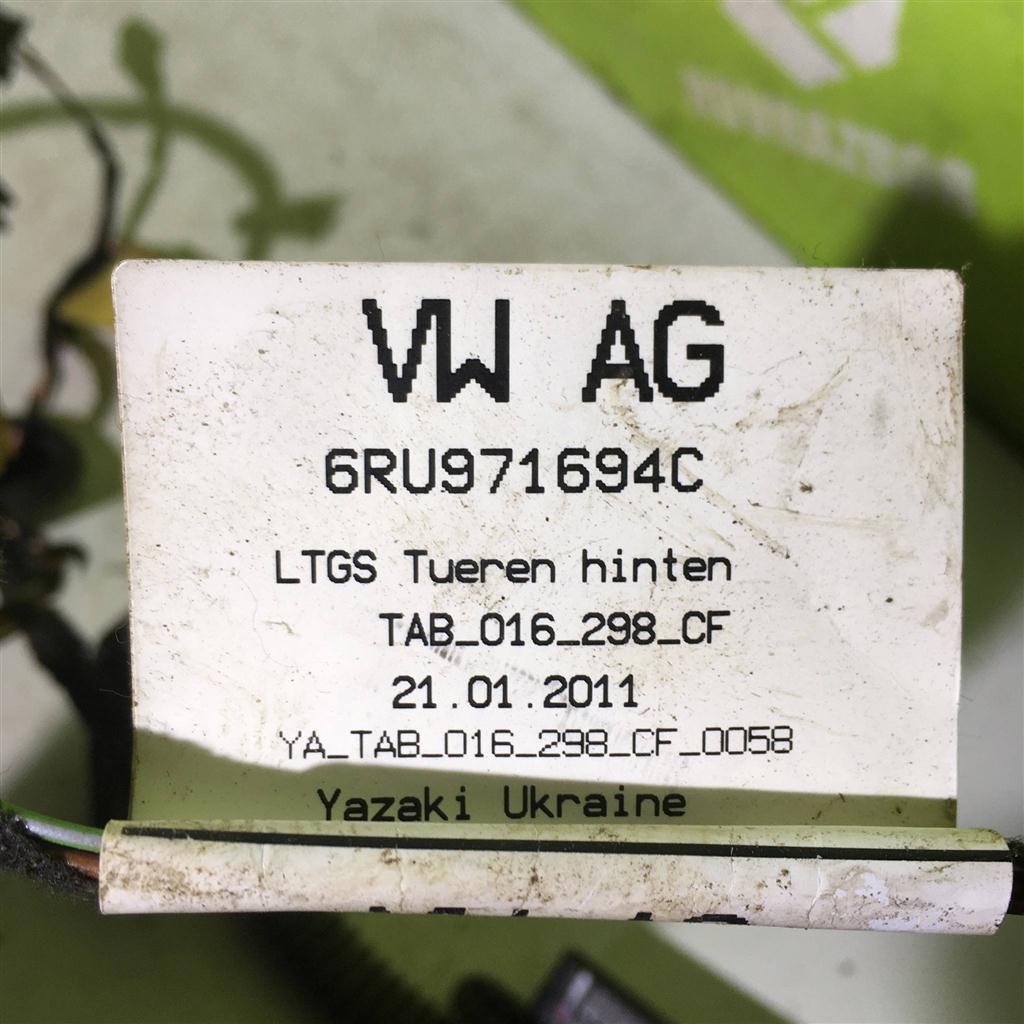 VW AG
6RU971694C
LTGS Tueren hinten
TAB_016_298_CF
21.01.2011
YA_TAB_016_298_CF_0058
Yazaki Ukraine